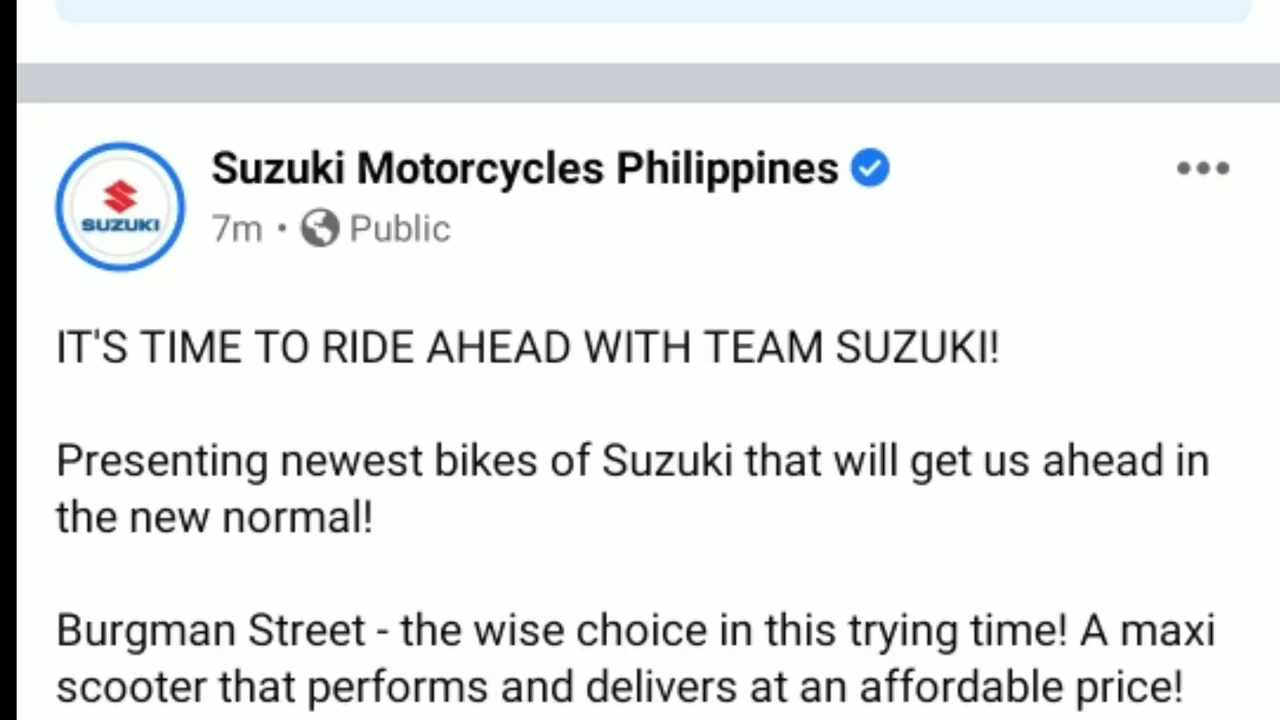 Suzuki Motorcycles Philippines
SUZUKI
7m · Public
IT'S TIME TO RIDE AHEAD WITH TEAM SUZUKI!
Presenting newest bikes of Suzuki that will get us ahead in
the new normal!
Burgman Street - the wise choice in this trying time! A maxi
scooter that performs and delivers at an affordable price!